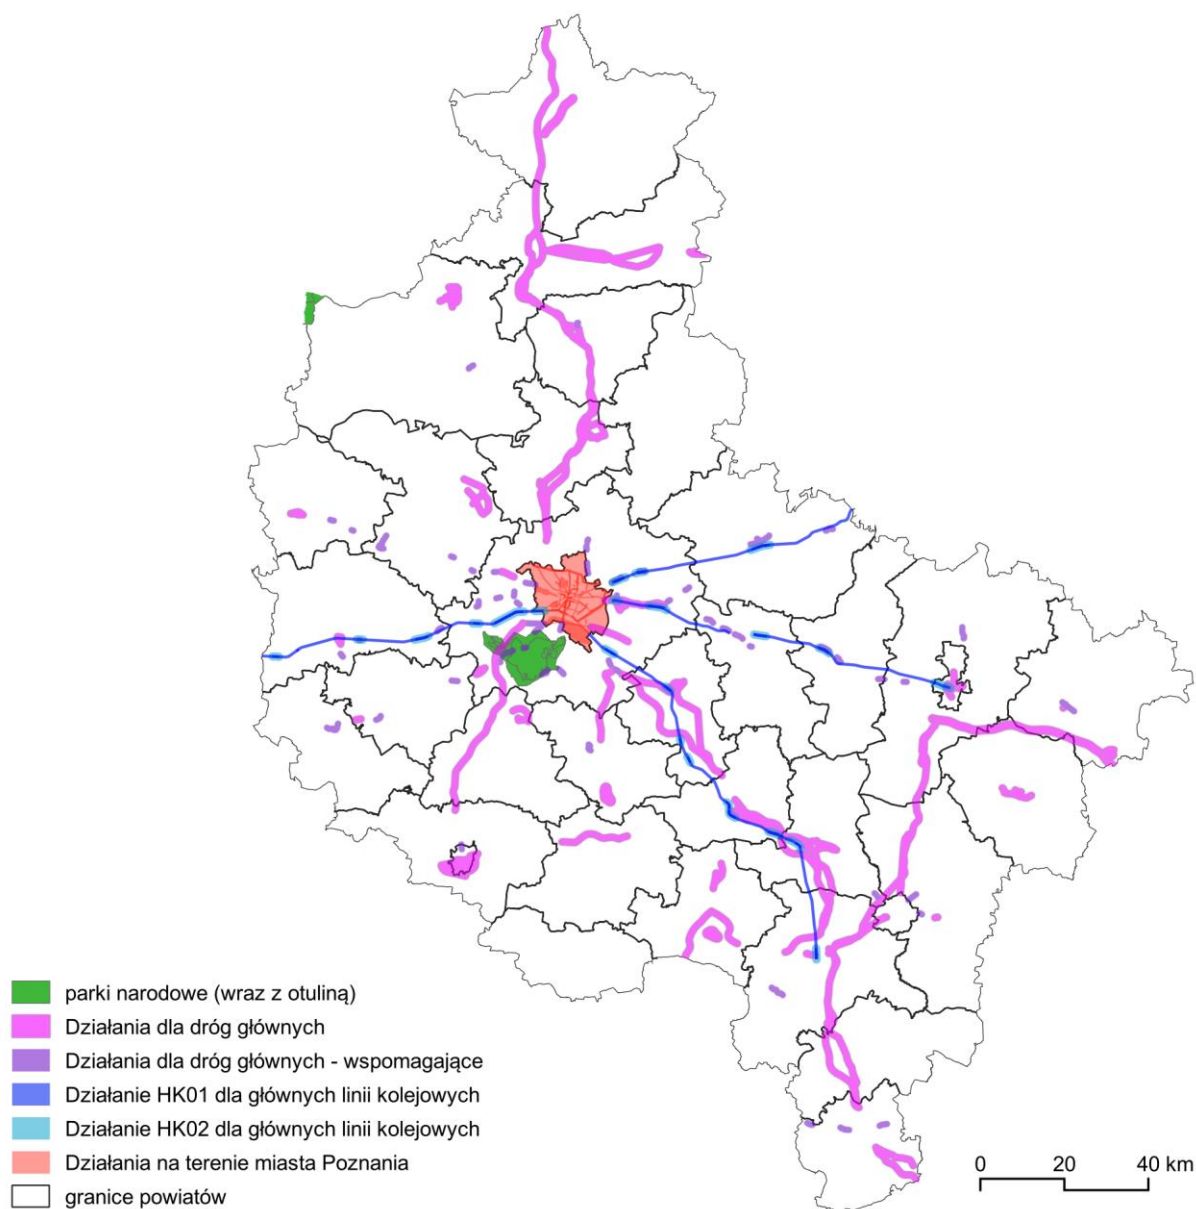 parki narodowe (wraz z otuliną)
Działania dla dróg głównych
Działania dla dróg głównych - wspomagające
Działanie HK01 dla głównych linii kolejowych
Działanie HK02 dla głównych linii kolejowych
Działania na terenie miasta Poznania
granice powiatów
0 20 40 km